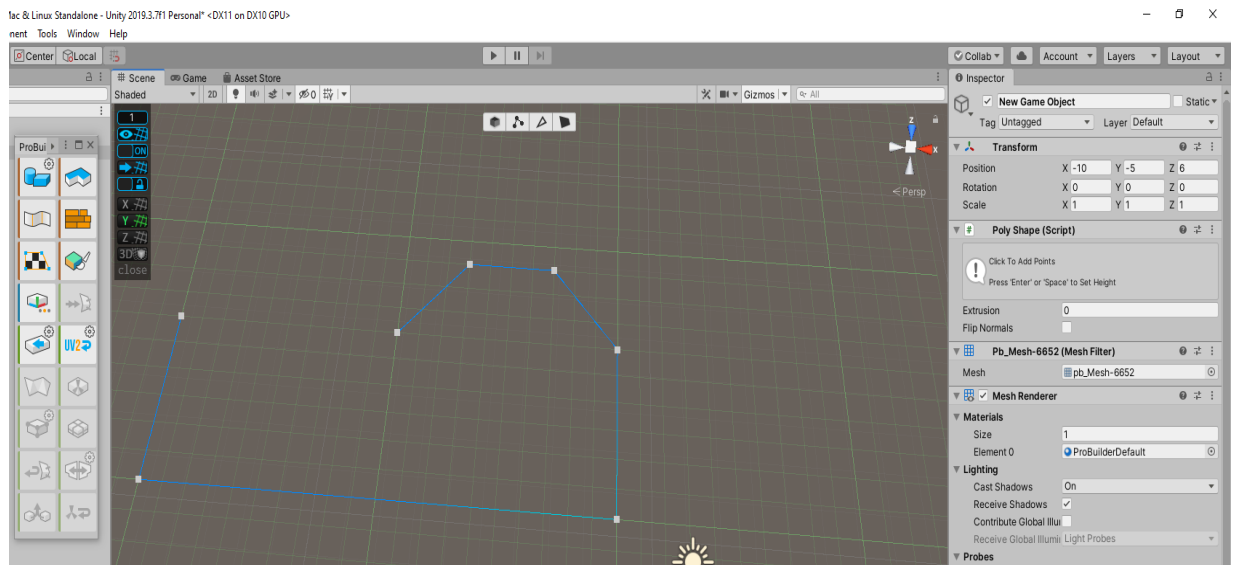 Mac & Linux Standalone - Unity 2019.3.7f1 Personal* <DX11 on DX10 GPU>
nent Tools Window Help
Center Local
Collab Account Layers Layout
Scene Game Asset Store
Inspector
Shaded 2D 0 Gizmos All
New Game Object Static
Tag Untagged Layer Default
1
ON
2
X
Y
Z
3D
close
ProBui
UV2
z
x
Persp
Transform
Position X -10 Y -5 Z 6
Rotation X 0 Y 0 Z 0
Scale X 1 Y 1 Z 1
# Poly Shape (Script)
Click To Add Points
Press 'Enter' or 'Space' to Set Height
Extrusion 0
Flip Normals
Pb_Mesh-6652 (Mesh Filter)
Mesh pb_Mesh-6652
Mesh Renderer
Materials
Size 1
Element 0 ProBuilderDefault
Lighting
Cast Shadows On
Receive Shadows
Contribute Global Illu
Receive Global Illumi Light Probes
Probes